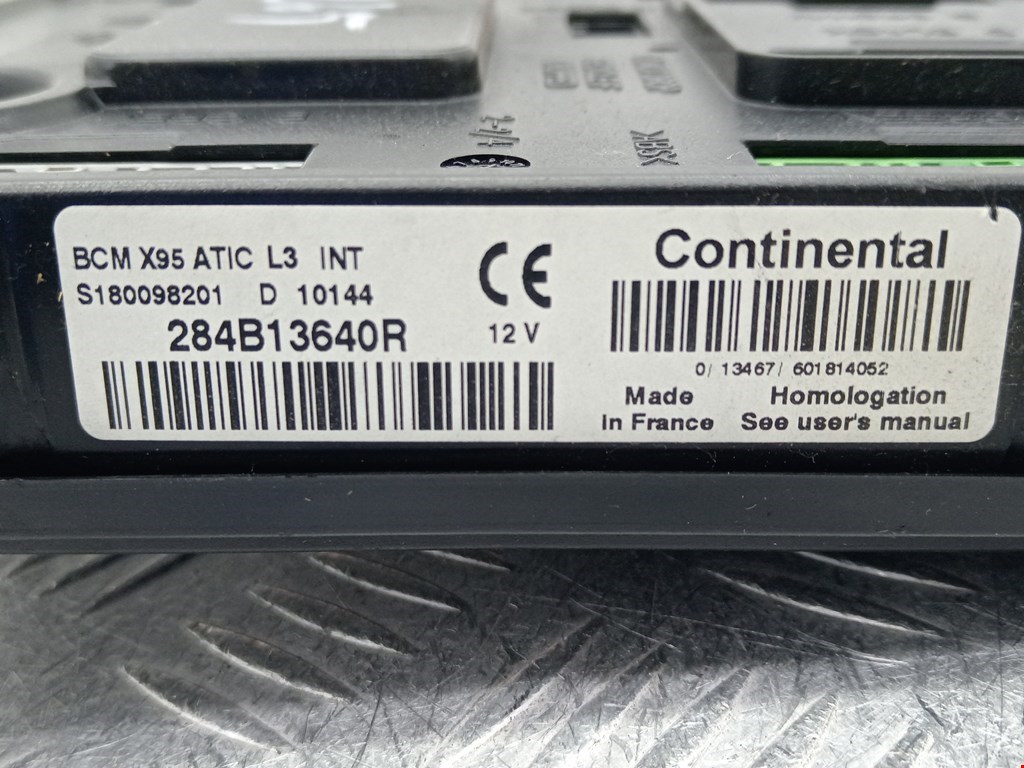 BCM X95 ATIC L3 INT
S180098201 D 10144
284B13640R
12 V
CE
Continental
0/ 13467/ 601814052
Made
in France
Homologation
See user's manual